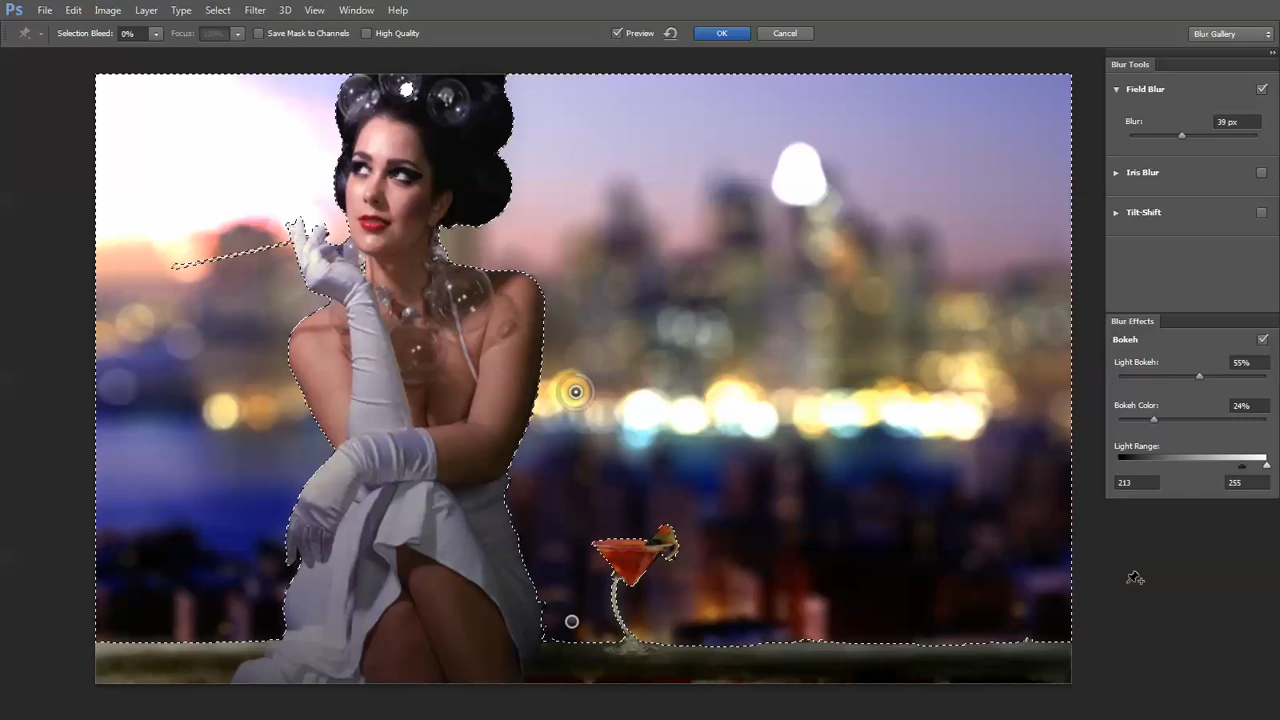 Ps File Edit Image Layer Type Select Filter 3D View Window Help
Selection Bleed: 0% Focus: Save Mask to Channels High Quality Preview OK Cancel Blur Gallery
Blur Tools
Field Blur
Blur: 39 px
Iris Blur
Tilt-Shift
Blur Effects
Bokeh
Light Bokeh: 55%
Bokeh Color: 24%
Light Range:
213 255